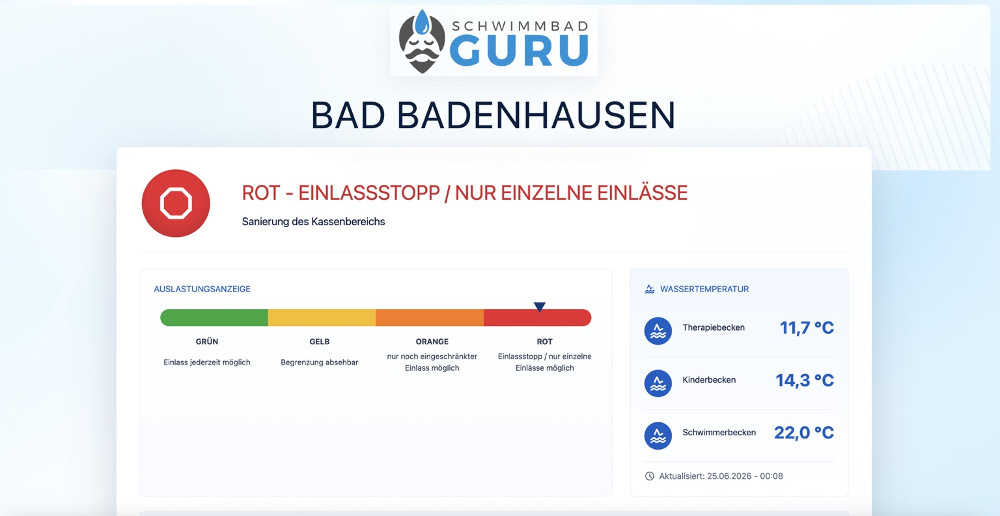 SCHWIMMBAD
GURU
BAD BADENHAUSEN
ROT - EINLASSSTOPP / NUR EINZELNE EINLÄSSE
Sanierung des Kassenbereichs
AUSLASTUNGSANZEIGE
GRÜN
Einlass jederzeit möglich
GELB
Begrenzung absehbar
ORANGE
nur noch eingeschränkter
Einlass möglich
ROT
Einlassstopp / nur einzelne
Einlässe möglich
WASSERTEMPERATUR
Therapiebecken 11,7 °C
Kinderbecken 14,3 °C
Schwimmerbecken 22,0 °C
Aktualisiert: 25.06.2026 - 00:08